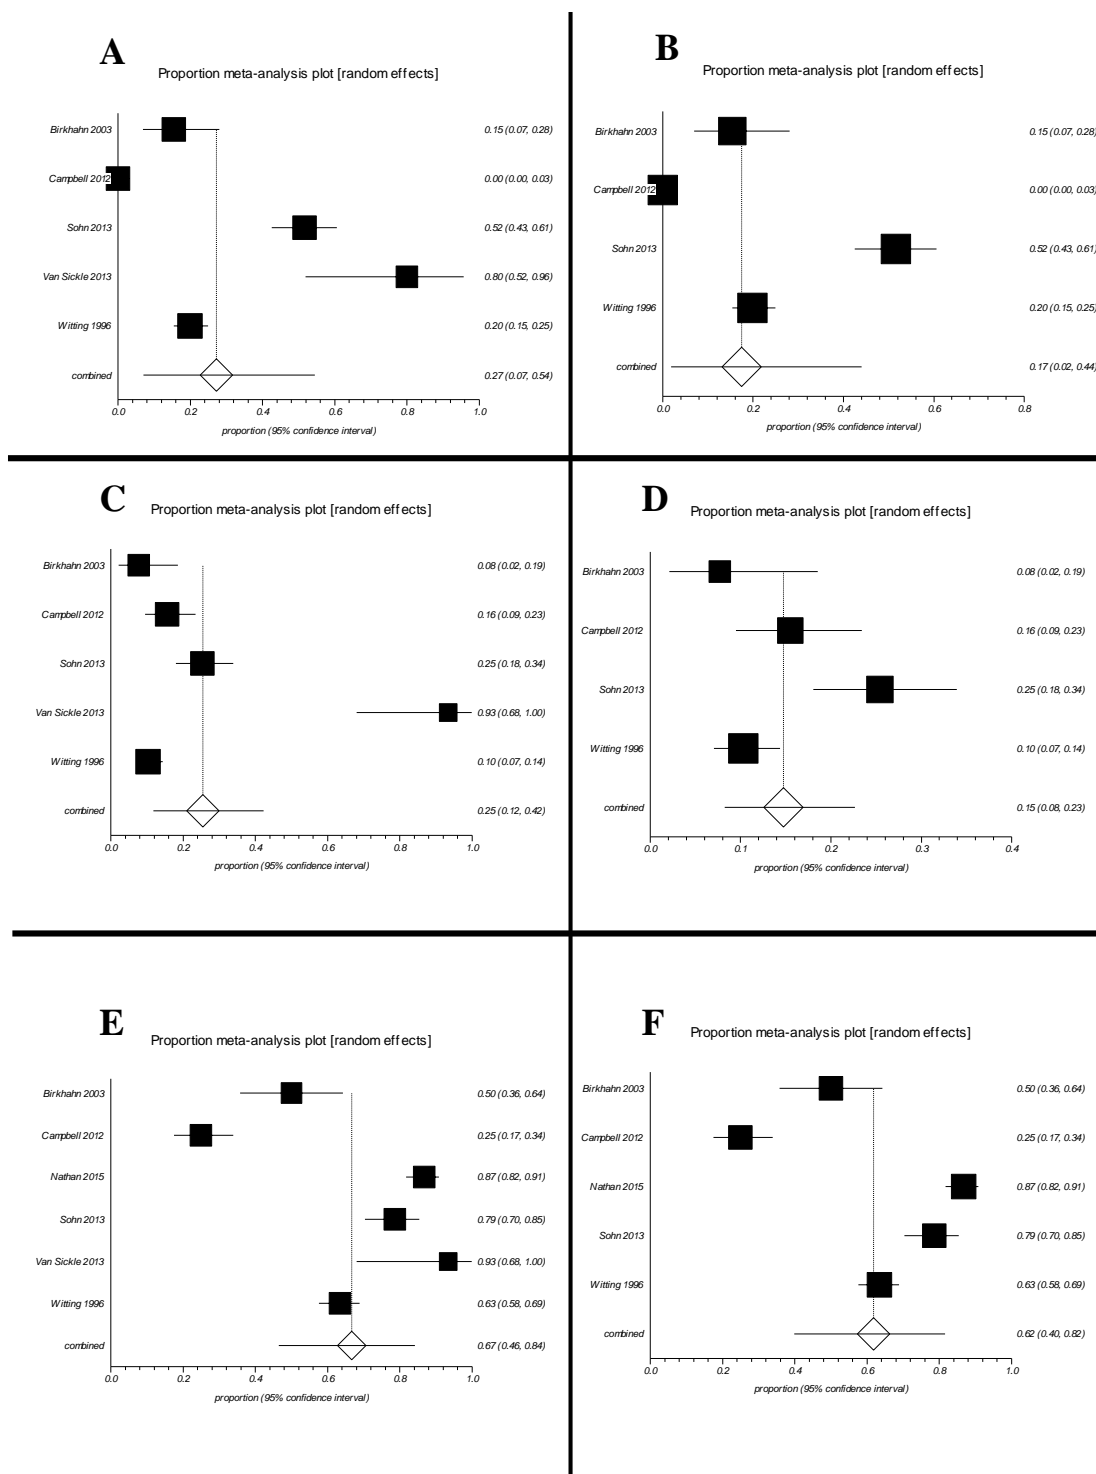 A
Proportion meta-analysis plot [random effects]
Birkhahn 2003 0.15 (0.07, 0.28)
Campbell 2012 0.00 (0.00, 0.03)
Sohn 2013 0.52 (0.43, 0.61)
Van Sickle 2013 0.80 (0.52, 0.96)
Witting 1996 0.20 (0.15, 0.25)
combined 0.27 (0.07, 0.54)
0.0 0.2 0.4 0.6 0.8 1.0
proportion (95% confidence interval)
B
Proportion meta-analysis plot [random effects]
Birkhahn 2003 0.15 (0.07, 0.28)
Campbell 2012 0.00 (0.00, 0.03)
Sohn 2013 0.52 (0.43, 0.61)
Witting 1996 0.20 (0.15, 0.25)
combined 0.17 (0.02, 0.44)
0.0 0.2 0.4 0.6 0.8
proportion (95% confidence interval)
C
Proportion meta-analysis plot [random effects]
Birkhahn 2003 0.08 (0.02, 0.19)
Campbell 2012 0.16 (0.09, 0.23)
Sohn 2013 0.25 (0.18, 0.34)
Van Sickle 2013 0.93 (0.68, 1.00)
Witting 1996 0.10 (0.07, 0.14)
combined 0.25 (0.12, 0.42)
0.0 0.2 0.4 0.6 0.8 1.0
proportion (95% confidence interval)
D
Proportion meta-analysis plot [random effects]
Birkhahn 2003 0.08 (0.02, 0.19)
Campbell 2012 0.16 (0.09, 0.23)
Sohn 2013 0.25 (0.18, 0.34)
Witting 1996 0.10 (0.07, 0.14)
combined 0.15 (0.08, 0.23)
0.0 0.1 0.2 0.3 0.4
proportion (95% confidence interval)
E
Proportion meta-analysis plot [random effects]
Birkhahn 2003 0.50 (0.36, 0.64)
Campbell 2012 0.25 (0.17, 0.34)
Nathan 2015 0.87 (0.82, 0.91)
Sohn 2013 0.79 (0.70, 0.85)
Van Sickle 2013 0.93 (0.68, 1.00)
Witting 1996 0.63 (0.58, 0.69)
combined 0.67 (0.46, 0.84)
0.0 0.2 0.4 0.6 0.8 1.0
proportion (95% confidence interval)
F
Proportion meta-analysis plot [random effects]
Birkhahn 2003 0.50 (0.36, 0.64)
Campbell 2012 0.25 (0.17, 0.34)
Nathan 2015 0.87 (0.82, 0.91)
Sohn 2013 0.79 (0.70, 0.85)
Witting 1996 0.63 (0.58, 0.69)
combined 0.62 (0.40, 0.82)
0.0 0.2 0.4 0.6 0.8 1.0
proportion (95% confidence interval)